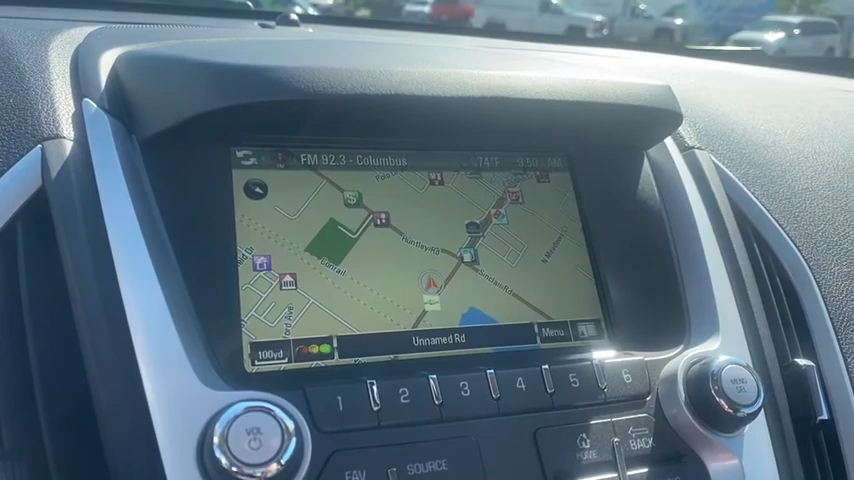 FM 92.3 - Columbus 74°F 9:50 AM
Huntley Rd
Sinclair Rd
Conrail
100yd Unnamed Rd Menu
1 2 3 4 5 6
VOL
MENU
SEL
FAV SOURCE
HOME BACK